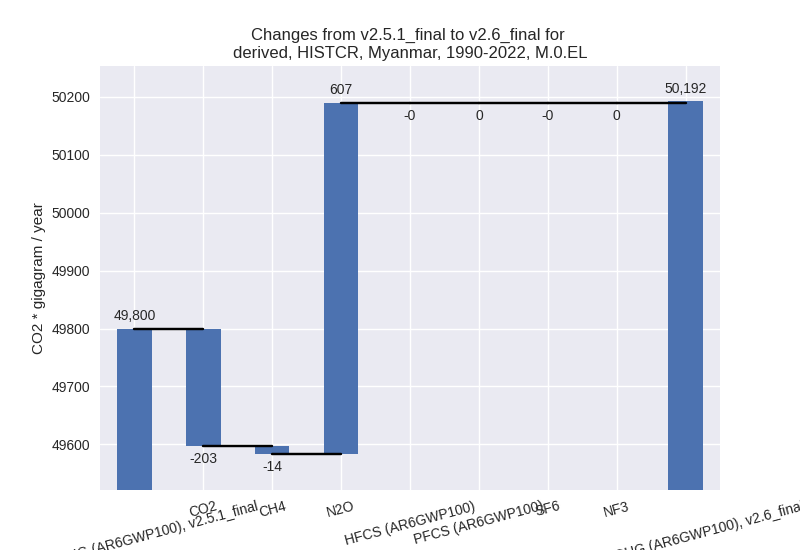 Changes from v2.5.1_final to v2.6_final for
derived, HISTCR, Myanmar, 1990-2022, M.0.EL
CO2 * gigagram / year
50200
50100
50000
49900
49800
49700
49600
49,800
-203
-14
607
-0
0
-0
0
50,192
(AR6GWP100), v2.5.1_final
CO2
CH4
N2O
HFCS (AR6GWP100)
PFCS (AR6GWP100)
SF6
NF3
(AR6GWP100), v2.6_final